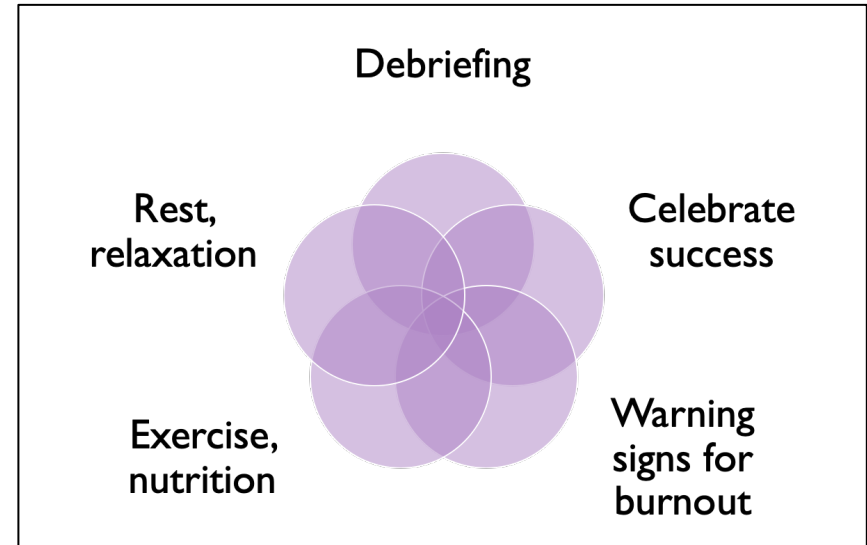 Debriefing
Celebrate
success
Warning
signs for
burnout
Exercise,
nutrition
Rest,
relaxation